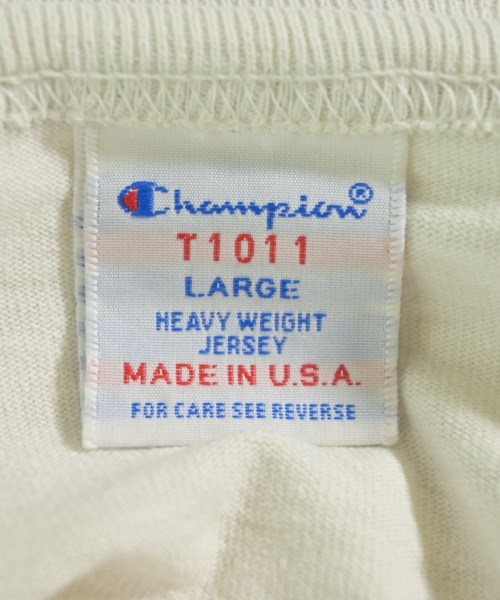 Champion®
T1011
LARGE
HEAVY WEIGHT
JERSEY
MADE IN U.S.A.
FOR CARE SEE REVERSE